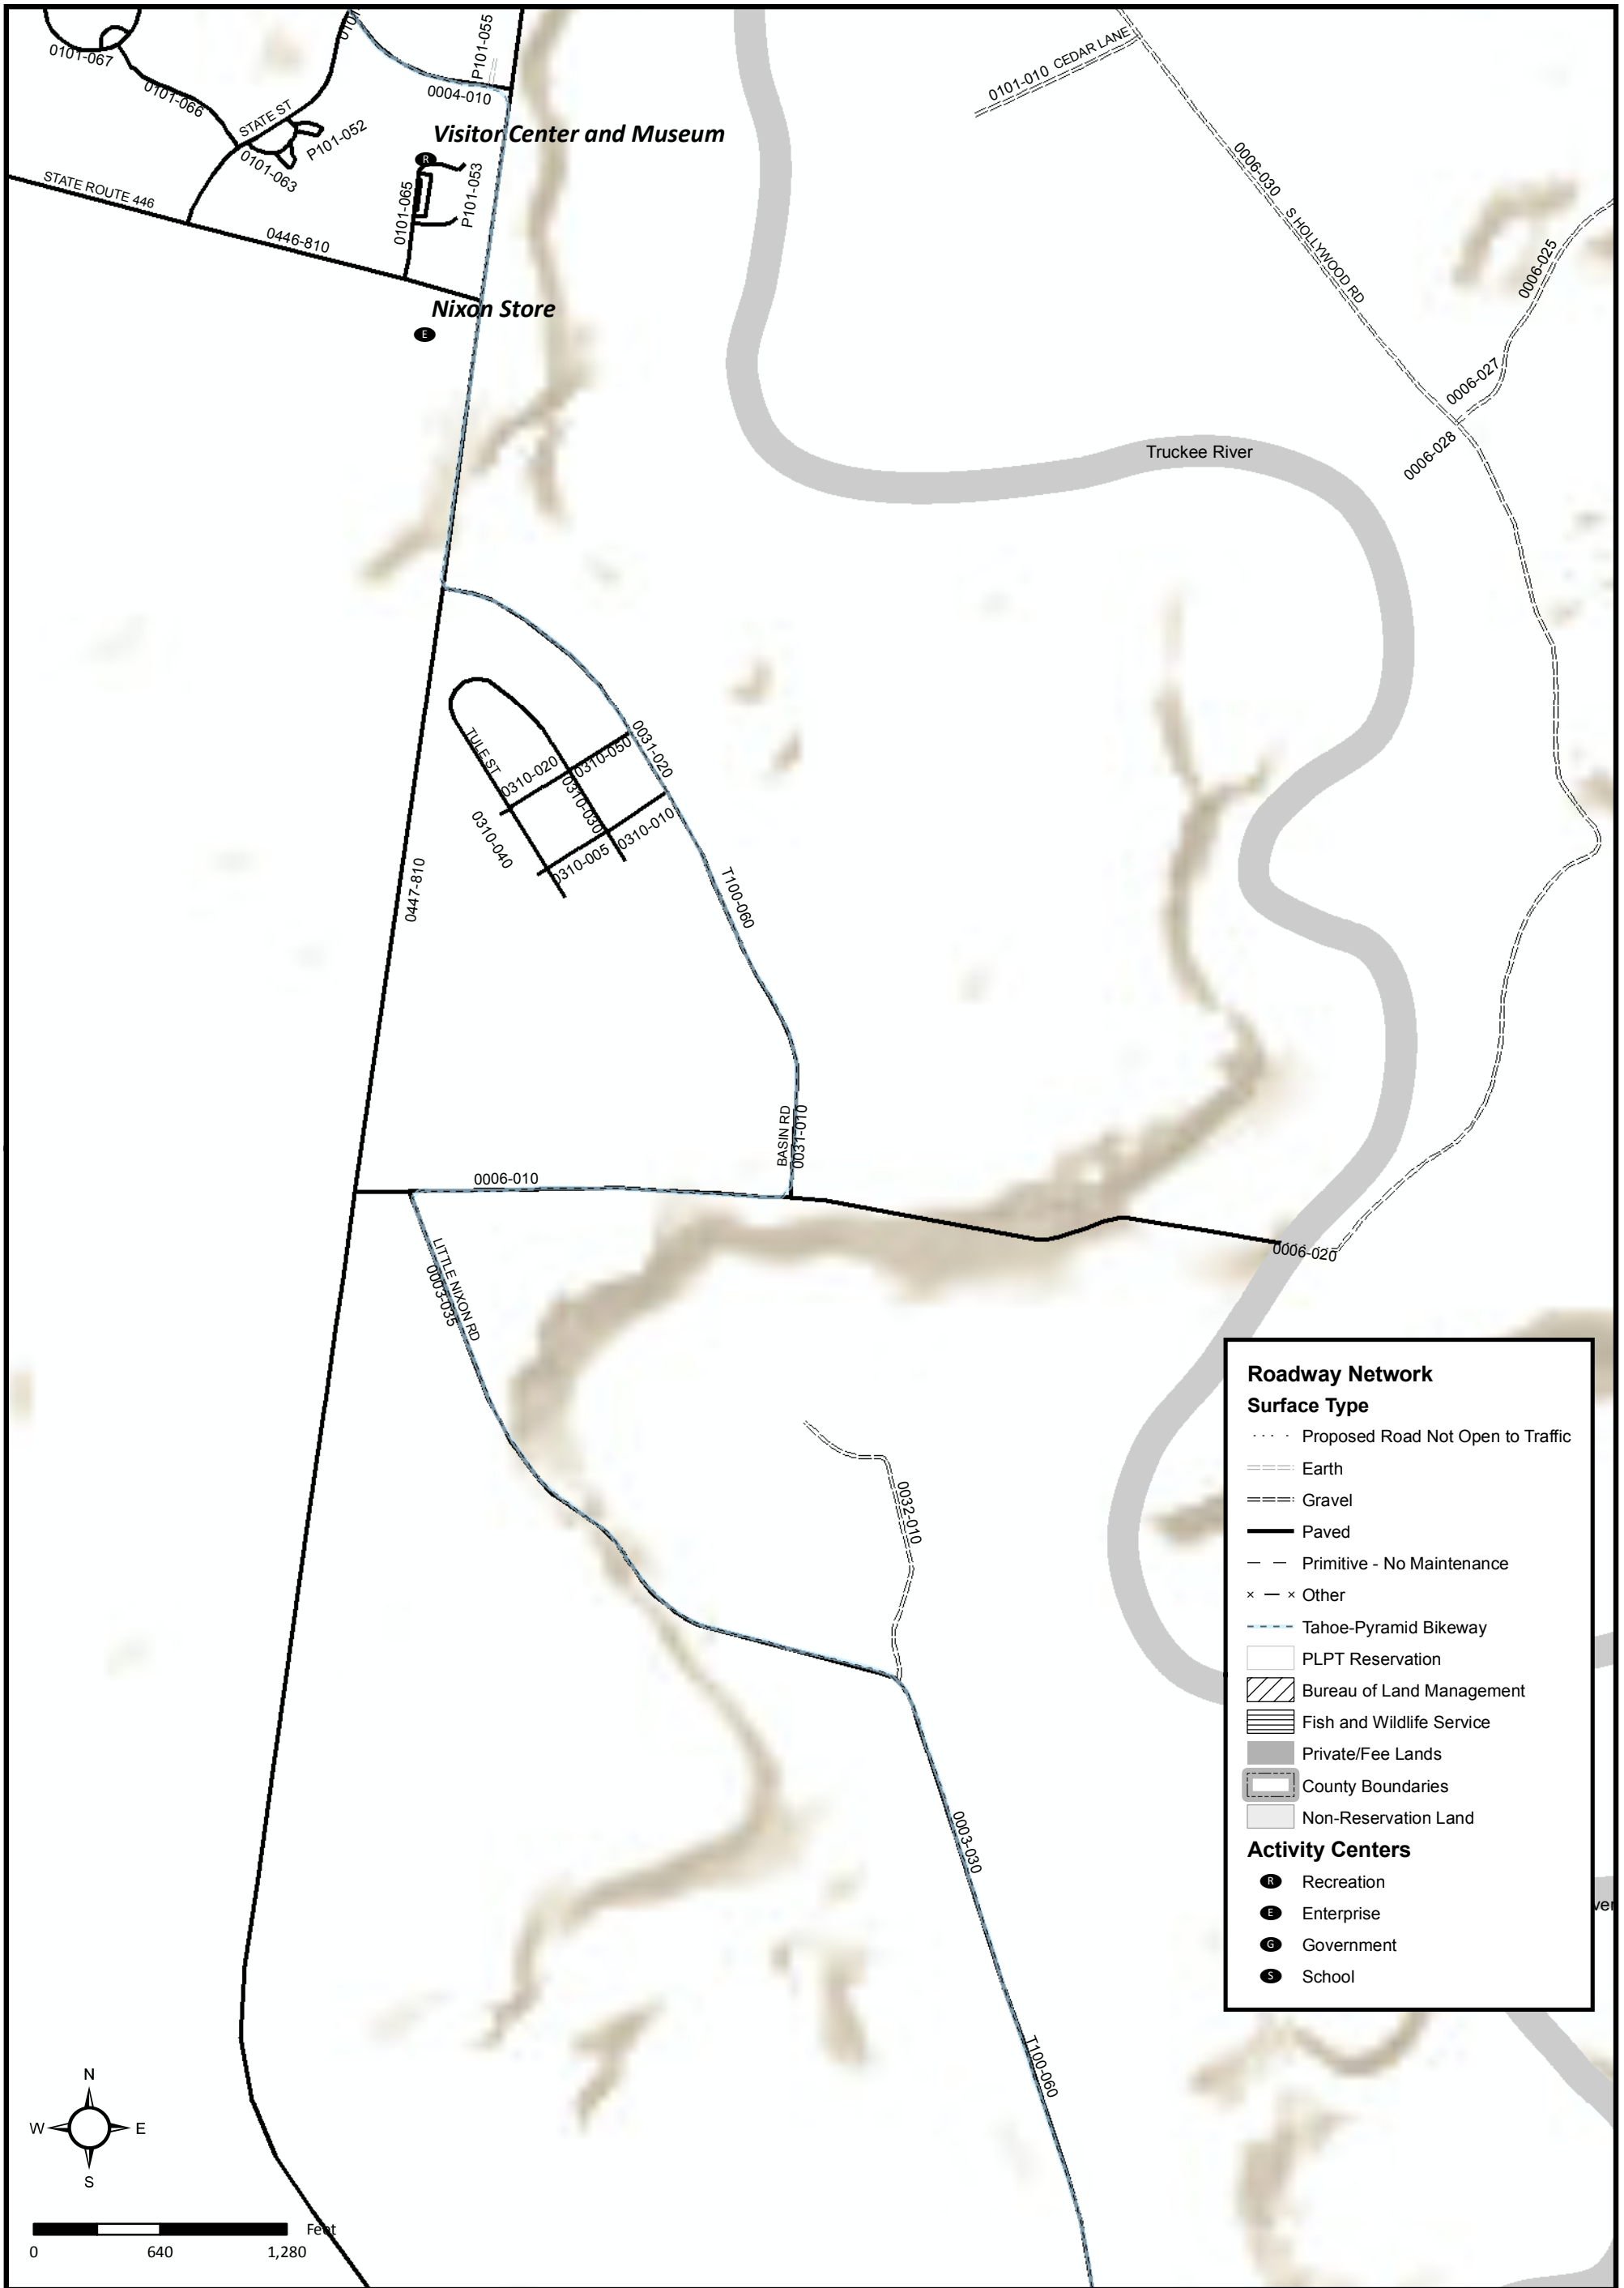 0101-067
0101-066
STATE ST
0101-063
P101-052
P101-055
0004-010
Visitor Center and Museum
R
0101-065
P101-053
STATE ROUTE 446
0446-810
Nixon Store
E
0101-010 CEDAR LANE
0006-030
S HOLLYWOOD RD
0006-025
0006-027
0006-028
Truckee River
TULE ST
0310-020
0310-050
0031-020
0310-030
0310-040
0310-005
0310-010
T100-060
0447-810
BASIN RD
0031-010
0006-010
0006-020
LITTLE NIXON RD
0003-035
0032-010
0003-030
T100-060
Roadway Network
Surface Type
Proposed Road Not Open to Traffic
Earth
Gravel
Paved
Primitive - No Maintenance
Other
Tahoe-Pyramid Bikeway
PLPT Reservation
Bureau of Land Management
Fish and Wildlife Service
Private/Fee Lands
County Boundaries
Non-Reservation Land
Activity Centers
R Recreation
E Enterprise
G Government
S School
N
W E
S
Feet
0 640 1,280